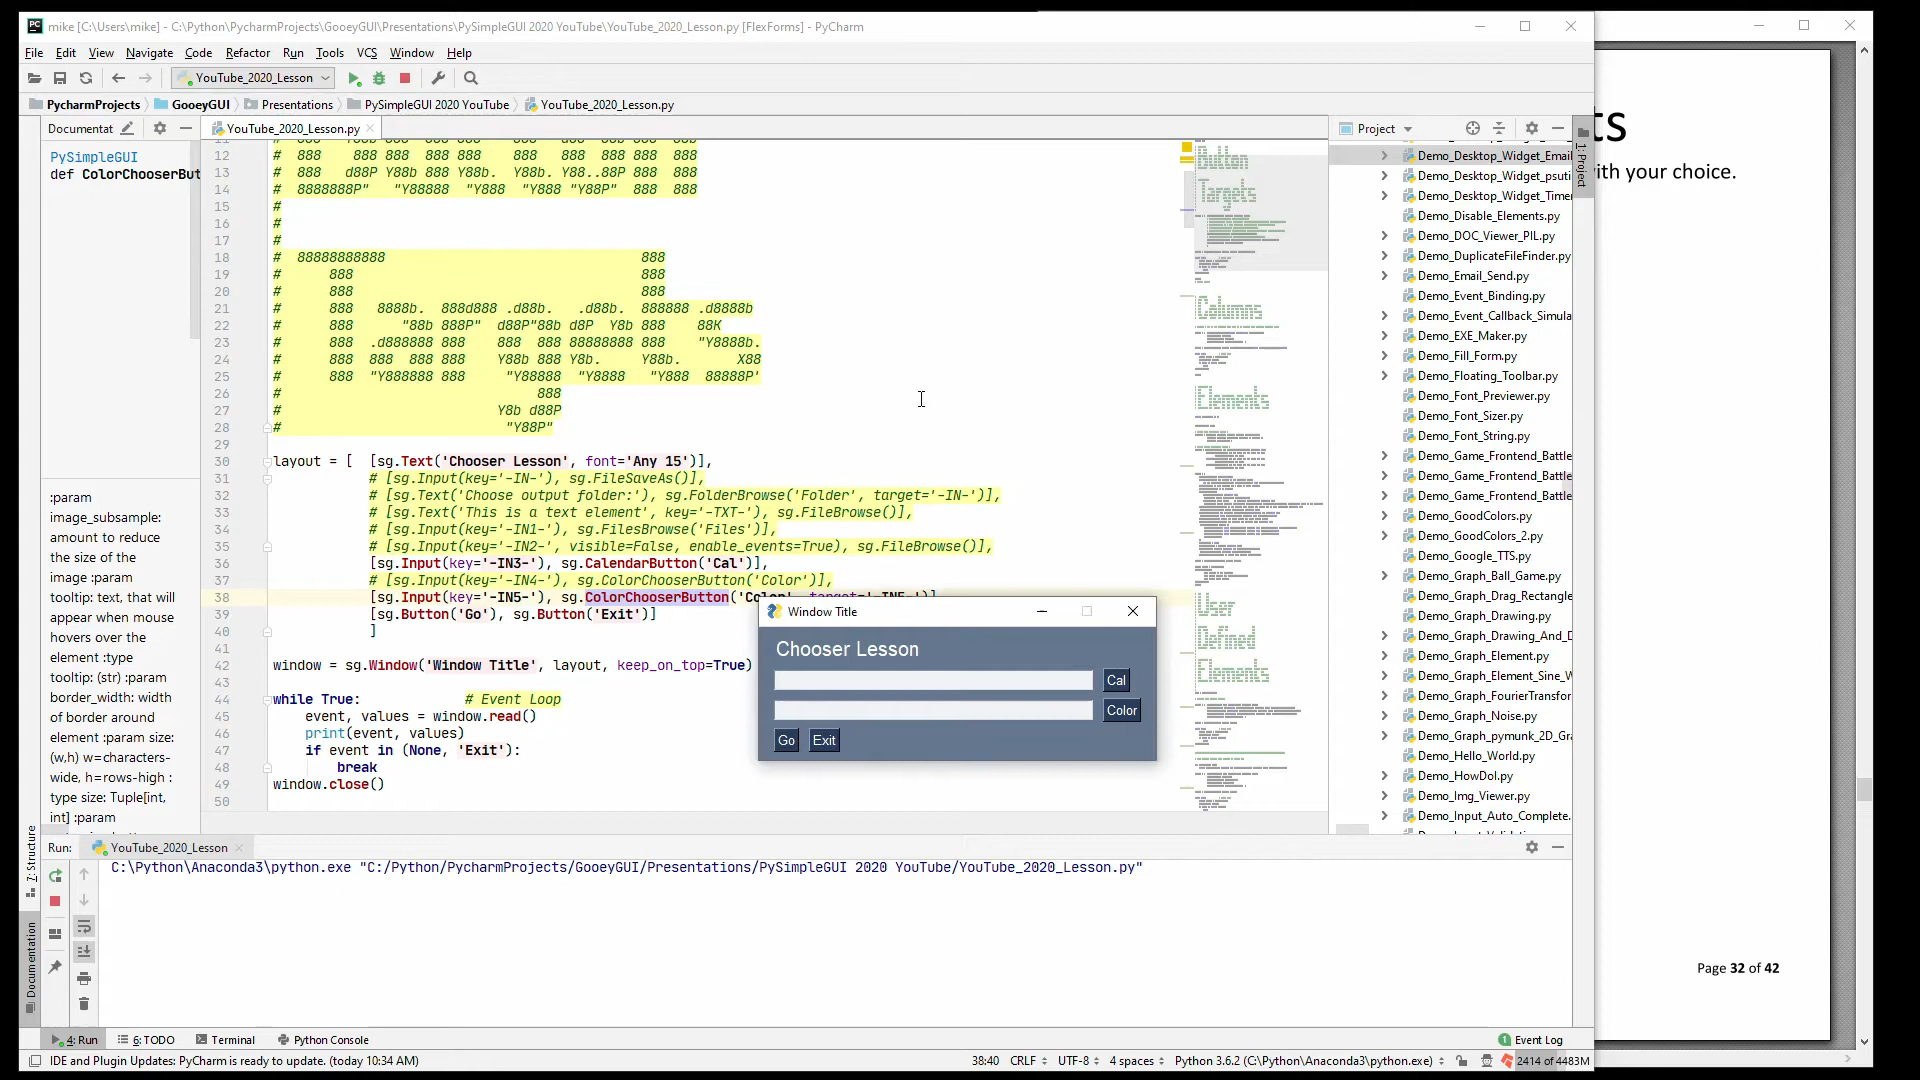 mike [C:\Users\mike] - C:\Python\PycharmProjects\GooeyGUI\Presentations\PySimpleGUI 2020 YouTube\YouTube_2020_Lesson.py [FlexForms] - PyCharm
File Edit View Navigate Code Refactor Run Tools VCS Window Help
YouTube_2020_Lesson
PycharmProjects GooeyGUI Presentations PySimpleGUI 2020 YouTube YouTube_2020_Lesson.py
Documentat
PySimpleGUI
def ColorChooserBut
:param
image_subsample:
amount to reduce
the size of the
image :param
tooltip: text, that will
appear when mouse
hovers over the
element :type
tooltip: (str) :param
border_width: width
of border around
element :param size:
(w,h) w=characters-
wide, h=rows-high :
type size: Tuple[int,
int] :param
YouTube_2020_Lesson.py
12 #  888    888 888  888 888    888   888  888 888  888
13 #  888   d88P Y88b 888 Y88b.  Y88b. Y88..88P 888  888
14 #  8888888P"   "Y88888  "Y888  "Y888 "Y88P"  888  888
15 #
16 #
17 #
18 #  88888888888                                888
19 #      888                                    888
20 #      888                                    888
21 #      888   8888b.  888d888 .d88b.   .d88b.  888888 .d8888b
22 #      888      "88b 888P"  d88P"88b d8P  Y8b 888    88K
23 #      888  .d888888 888    888  888 88888888 888    "Y8888b.
24 #      888  888  888 888    Y88b 888 Y8b.     Y88b.       X88
25 #      888  "Y888888 888     "Y88888  "Y8888   "Y888  88888P'
26 #                                888
27 #                           Y8b d88P
28 #                            "Y88P"
29
30 layout = [  [sg.Text('Chooser Lesson', font='Any 15')],
31 # [sg.Input(key='-IN-'), sg.FileSaveAs()],
32 # [sg.Text('Choose output folder:'), sg.FolderBrowse('Folder', target='-IN-')],
33 # [sg.Text('This is a text element', key='-TXT-'), sg.FileBrowse()],
34 # [sg.Input(key='-IN1-'), sg.FilesBrowse('Files')],
35 # [sg.Input(key='-IN2-', visible=False, enable_events=True), sg.FileBrowse()],
36 [sg.Input(key='-IN3-'), sg.CalendarButton('Cal')],
37 # [sg.Input(key='-IN4-'), sg.ColorChooserButton('Color')],
38 [sg.Input(key='-IN5-'), sg.ColorChooserButton('Color', target='-IN5-')],
39 [sg.Button('Go'), sg.Button('Exit')]
40 ]
41
42 window = sg.Window('Window Title', layout, keep_on_top=True)
43
44 while True:             # Event Loop
45     event, values = window.read()
46     print(event, values)
47     if event in (None, 'Exit'):
48         break
49 window.close()
50
Window Title
Chooser Lesson
Cal
Color
Go Exit
Columns
Elements
User
Defined
Elements
Project
Demo_Desktop_Widget_Email
Demo_Desktop_Widget_psuti
Demo_Desktop_Widget_Time
Demo_Disable_Elements.py
Demo_DOC_Viewer_PIL.py
Demo_DuplicateFileFinder.py
Demo_Email_Send.py
Demo_Event_Binding.py
Demo_Event_Callback_Simula
Demo_EXE_Maker.py
Demo_Fill_Form.py
Demo_Floating_Toolbar.py
Demo_Font_Previewer.py
Demo_Font_Sizer.py
Demo_Font_String.py
Demo_Game_Frontend_Battle
Demo_Game_Frontend_Battle
Demo_Game_Frontend_Battle
Demo_GoodColors.py
Demo_GoodColors_2.py
Demo_Google_TTS.py
Demo_Graph_Ball_Game.py
Demo_Graph_Drag_Rectangle
Demo_Graph_Drawing.py
Demo_Graph_Drawing_And_D
Demo_Graph_Element.py
Demo_Graph_Element_Sine_W
Demo_Graph_FourierTransfor
Demo_Graph_Noise.py
Demo_Graph_pymunk_2D_Gra
Demo_Hello_World.py
Demo_HowDoI.py
Demo_Img_Viewer.py
Demo_Input_Auto_Complete.
1: Project
ts
with your choice.
Page 32 of 42
7: Structure
Documentation
Run: YouTube_2020_Lesson
C:\Python\Anaconda3\python.exe "C:/Python/PycharmProjects/GooeyGUI/Presentations/PySimpleGUI 2020 YouTube/YouTube_2020_Lesson.py"
4: Run 6: TODO Terminal Python Console 1 Event Log
IDE and Plugin Updates: PyCharm is ready to update. (today 10:34 AM) 38:40 CRLF UTF-8 4 spaces Python 3.6.2 (C:\Python\Anaconda3\python.exe) 2414 of 4483M